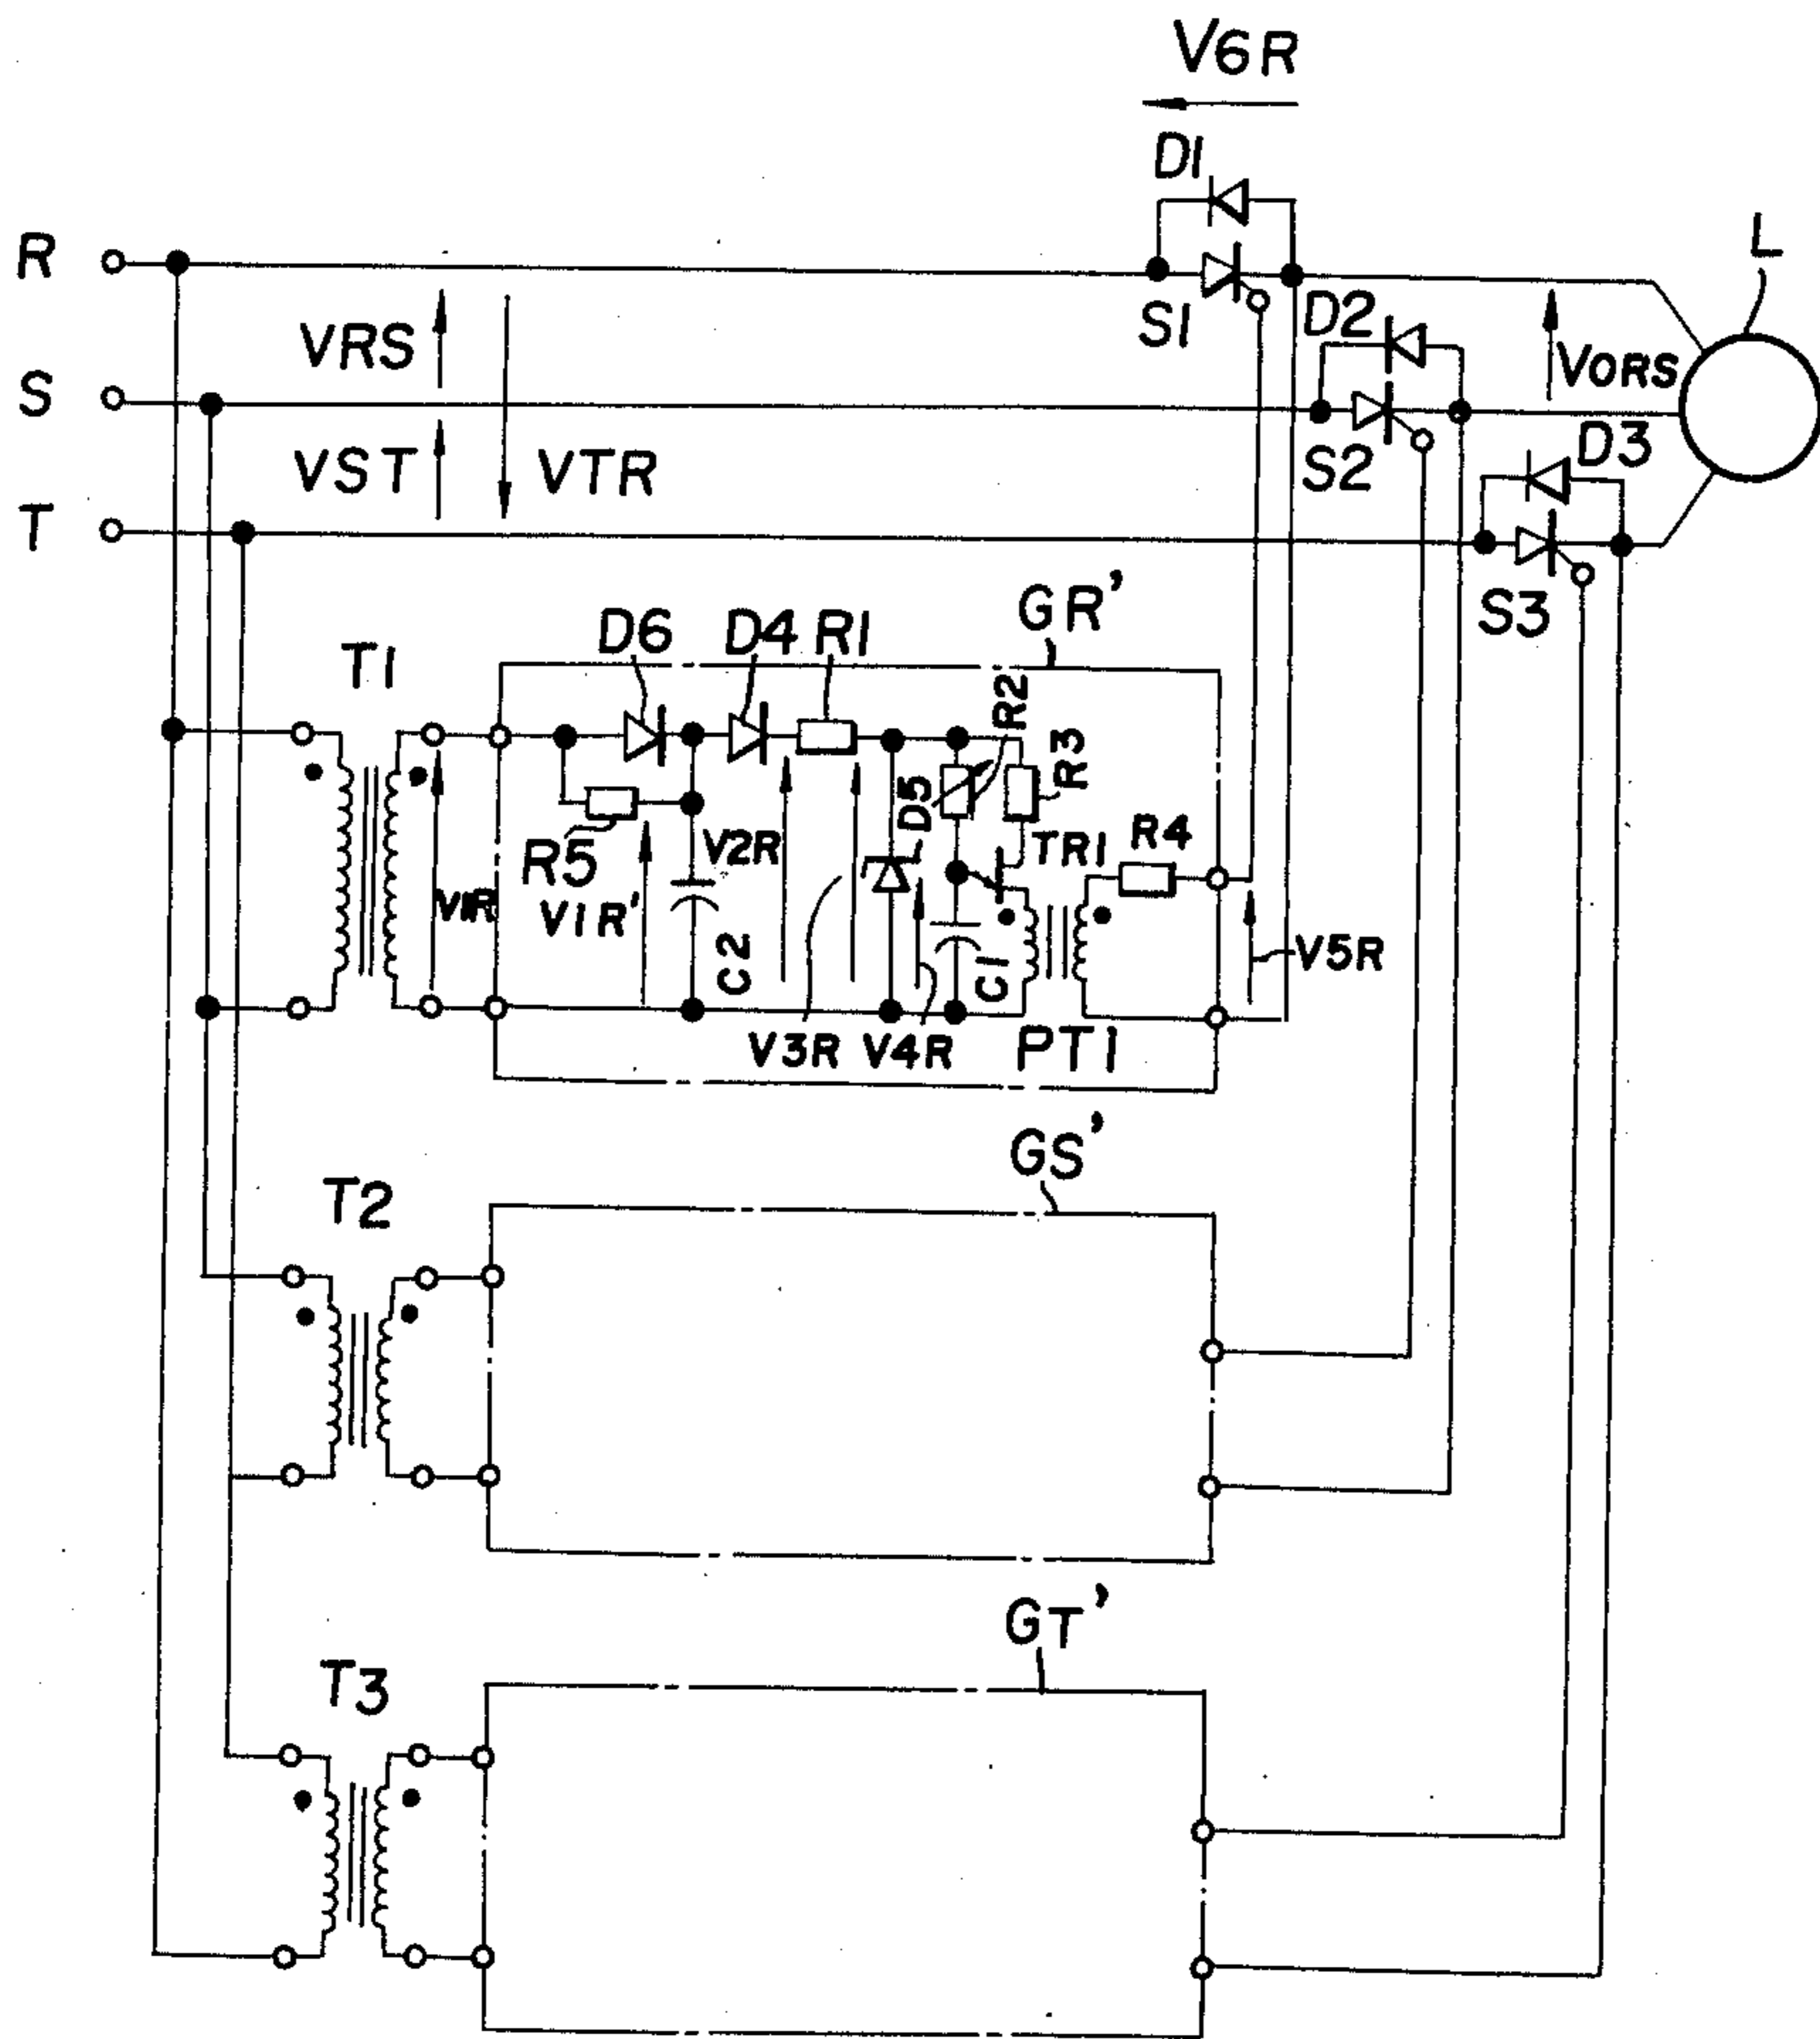 V6R
D1
R
S1
D2
L
VRS
VORS
S
VST
VTR
S2
D3
T
S3
GR'
T1
D6
D4
R1
R2
R3
D5
TR1
R4
R5
V2R
V1R
V1R'
C2
C1
V5R
V3R
V4R
PT1
GS'
T2
GT'
T3